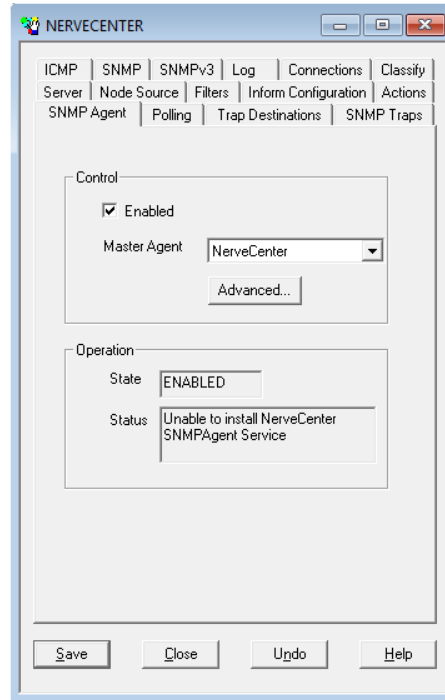 NERVECENTER
ICMP SNMP SNMPv3 Log Connections Classify
Server Node Source Filters Inform Configuration Actions
SNMP Agent Polling Trap Destinations SNMP Traps
Control
Enabled
Master Agent NerveCenter
Advanced...
Operation
State ENABLED
Status Unable to install NerveCenter
SNMPAgent Service
Save Close Undo Help